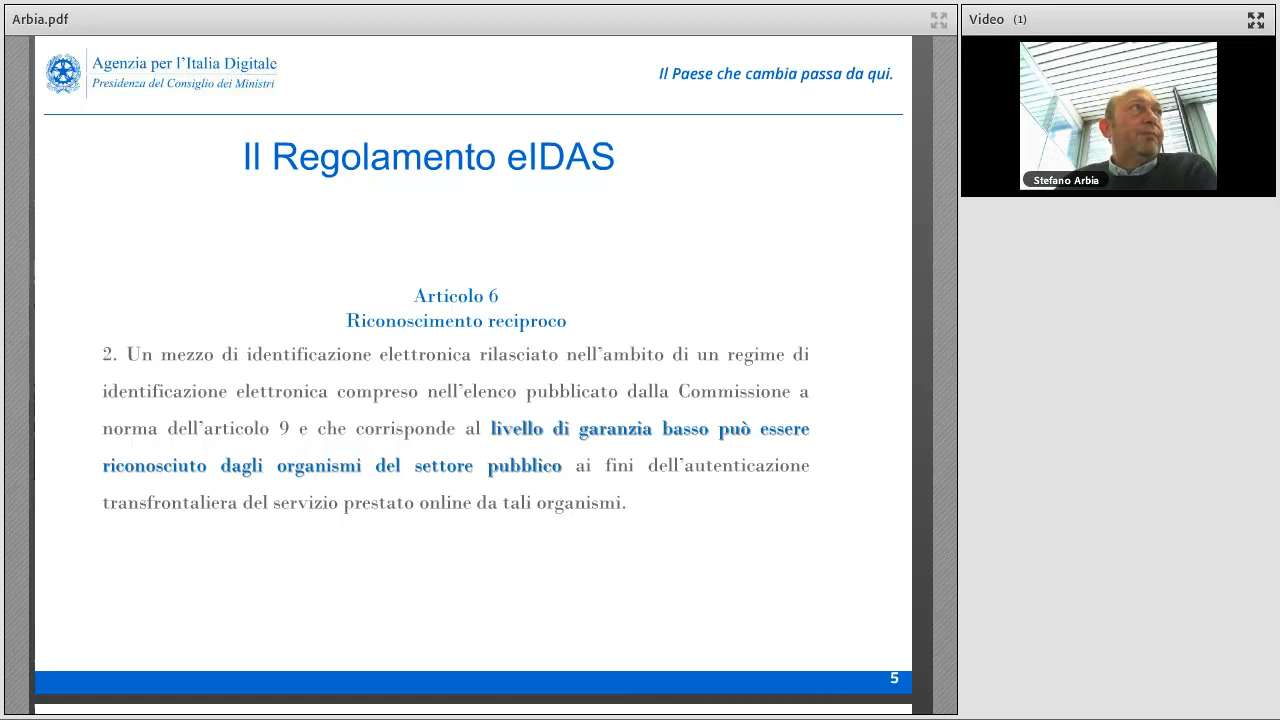 Arbia.pdf
Agenzia per l'Italia Digitale
Presidenza del Consiglio dei Ministri
Il Paese che cambia passa da qui.
Il Regolamento eIDAS
Articolo 6
Riconoscimento reciproco
2. Un mezzo di identificazione elettronica rilasciato nell'ambito di un regime di
identificazione elettronica compreso nell'elenco pubblicato dalla Commissione a
norma dell'articolo 9 e che corrisponde al livello di garanzia basso può essere
riconosciuto dagli organismi del settore pubblico ai fini dell'autenticazione
transfrontaliera del servizio prestato online da tali organismi.
5
Video (1)
Stefano Arbia